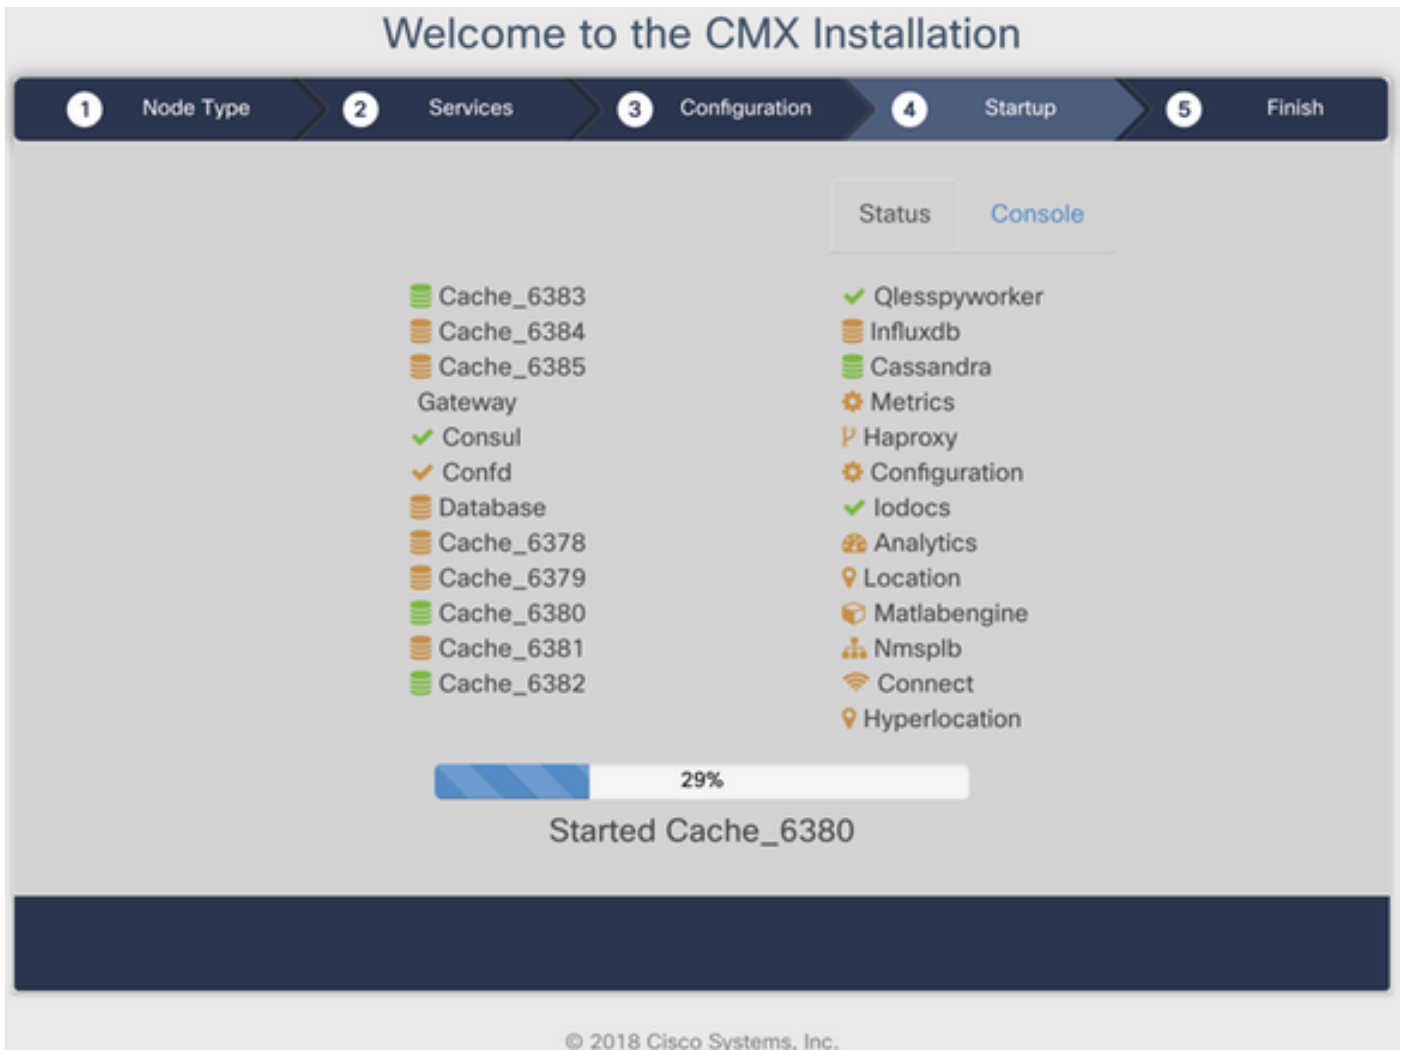 Welcome to the CMX Installation
1 Node Type 2 Services 3 Configuration 4 Startup 5 Finish
Status Console
Cache_6383
Cache_6384
Cache_6385
Gateway
Consul
Confd
Database
Cache_6378
Cache_6379
Cache_6380
Cache_6381
Cache_6382
Qlesspyworker
Influxdb
Cassandra
Metrics
Haproxy
Configuration
Iodocs
Analytics
Location
Matlabengine
Nmsplb
Connect
Hyperlocation
29%
Started Cache_6380
© 2018 Cisco Systems, Inc.